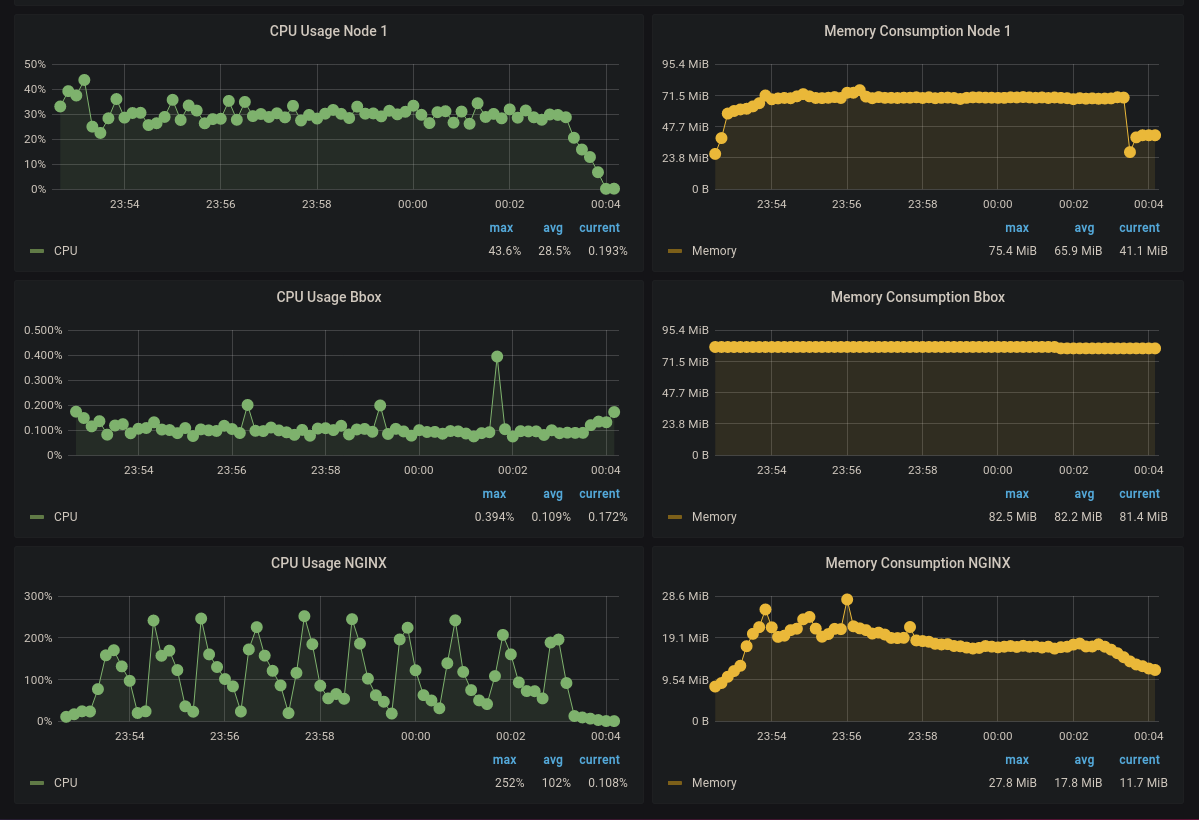 CPU Usage Node 1
50%
40%
30%
20%
10%
0%
23:54 23:56 23:58 00:00 00:02 00:04
max avg current
CPU 43.6% 28.5% 0.193%
Memory Consumption Node 1
95.4 MiB
71.5 MiB
47.7 MiB
23.8 MiB
0 B
23:54 23:56 23:58 00:00 00:02 00:04
max avg current
Memory 75.4 MiB 65.9 MiB 41.1 MiB
CPU Usage Bbox
0.500%
0.400%
0.300%
0.200%
0.100%
0%
23:54 23:56 23:58 00:00 00:02 00:04
max avg current
CPU 0.394% 0.109% 0.172%
Memory Consumption Bbox
95.4 MiB
71.5 MiB
47.7 MiB
23.8 MiB
0 B
23:54 23:56 23:58 00:00 00:02 00:04
max avg current
Memory 82.5 MiB 82.2 MiB 81.4 MiB
CPU Usage NGINX
300%
200%
100%
0%
23:54 23:56 23:58 00:00 00:02 00:04
max avg current
CPU 252% 102% 0.108%
Memory Consumption NGINX
28.6 MiB
19.1 MiB
9.54 MiB
0 B
23:54 23:56 23:58 00:00 00:02 00:04
max avg current
Memory 27.8 MiB 17.8 MiB 11.7 MiB